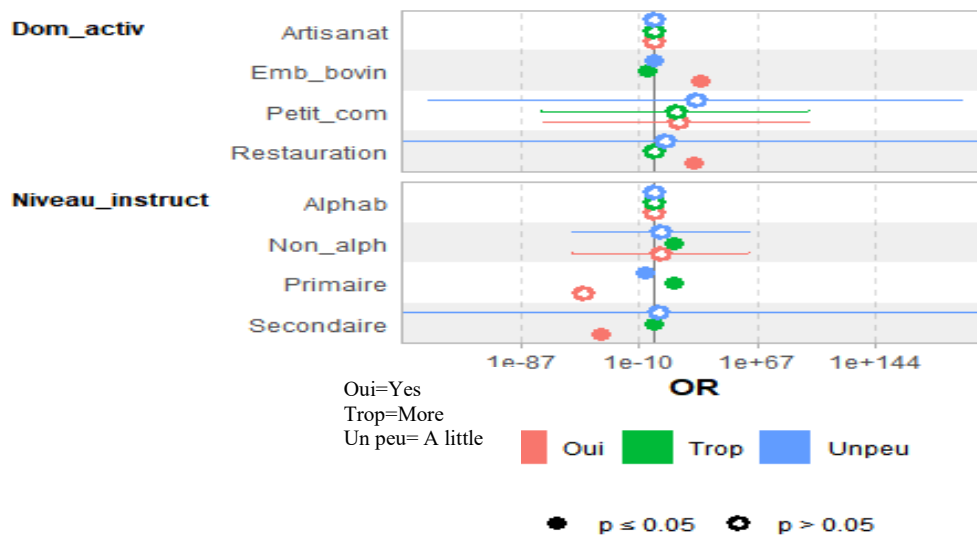 Dom_activ
Artisanat
Emb_bovin
Petit_com
Restauration
Niveau_instruct
Alphab
Non_alph
Primaire
Secondaire
1e-87 1e-10 1e+67 1e+144
OR
Oui=Yes
Trop=More
Un peu= A little
Oui Trop Unpeu
p ≤ 0.05 p > 0.05